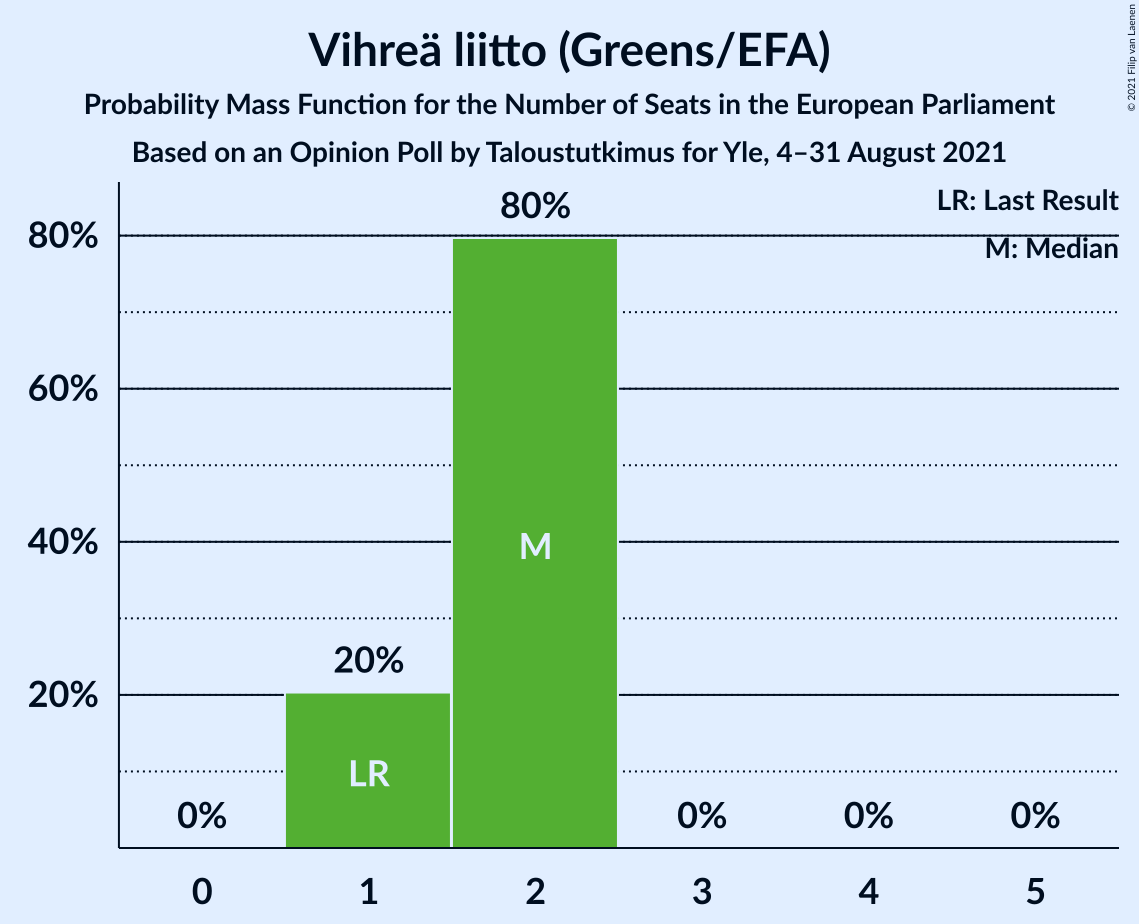 Vihreä liitto (Greens/EFA)
Probability Mass Function for the Number of Seats in the European Parliament
Based on an Opinion Poll by Taloustutkimus for Yle, 4–31 August 2021
© 2021 Filip van Laenen
LR: Last Result
M: Median
80%
60%
40%
20%
0%
20%
LR
80%
M
0%
0%
0%
0 1 2 3 4 5